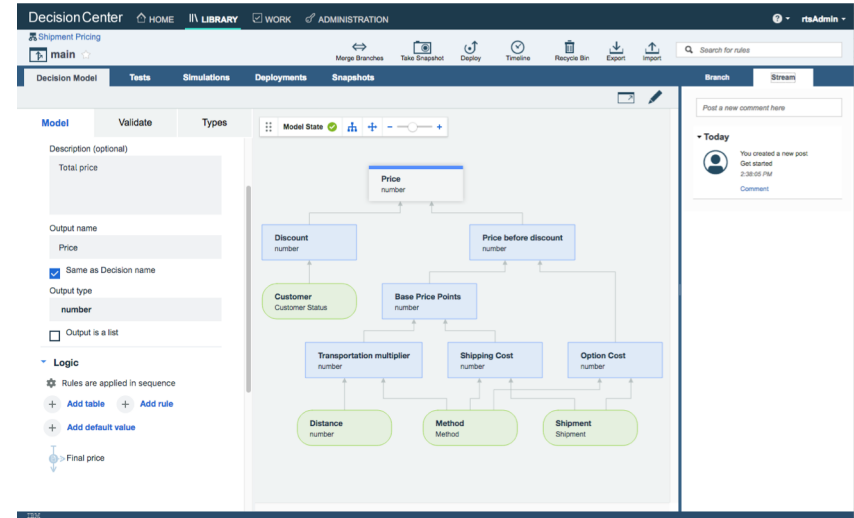 Decision Center HOME LIBRARY WORK ADMINISTRATION rtsAdmin
Shipment Pricing
main
Merge Branches Take Snapshot Deploy Timeline Recycle Bin Export Import Search for rules
Decision Model Tests Simulations Deployments Snapshots Branch Stream
Model Validate Types
Model State
Post a new comment here
Today
You created a new post
Get started
2:38:05 PM
Comment
Description (optional)
Total price
Output name
Price
Same as Decision name
Output type
number
Output is a list
Logic
Rules are applied in sequence
Add table Add rule
Add default value
Final price
Price
number
Discount
number
Price before discount
number
Customer
Customer Status
Base Price Points
number
Transportation multiplier
number
Shipping Cost
number
Option Cost
number
Distance
number
Method
Method
Shipment
Shipment
IBM